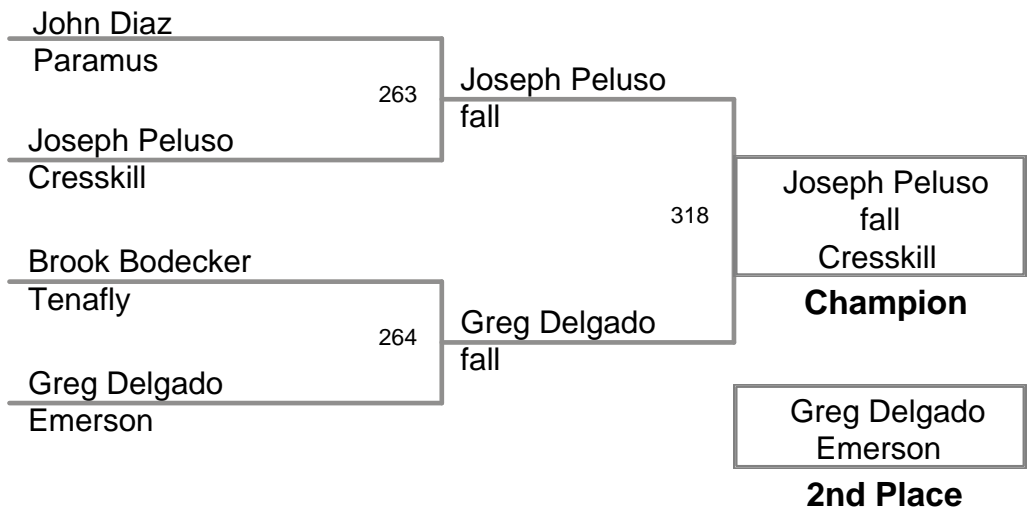 John Diaz
Paramus
263
Joseph Peluso
Cresskill
Joseph Peluso
fall
Brook Bodecker
Tenafly
264
Greg Delgado
Emerson
Greg Delgado
fall
318
Joseph Peluso
fall
Cresskill
Champion
Greg Delgado
Emerson
2nd Place